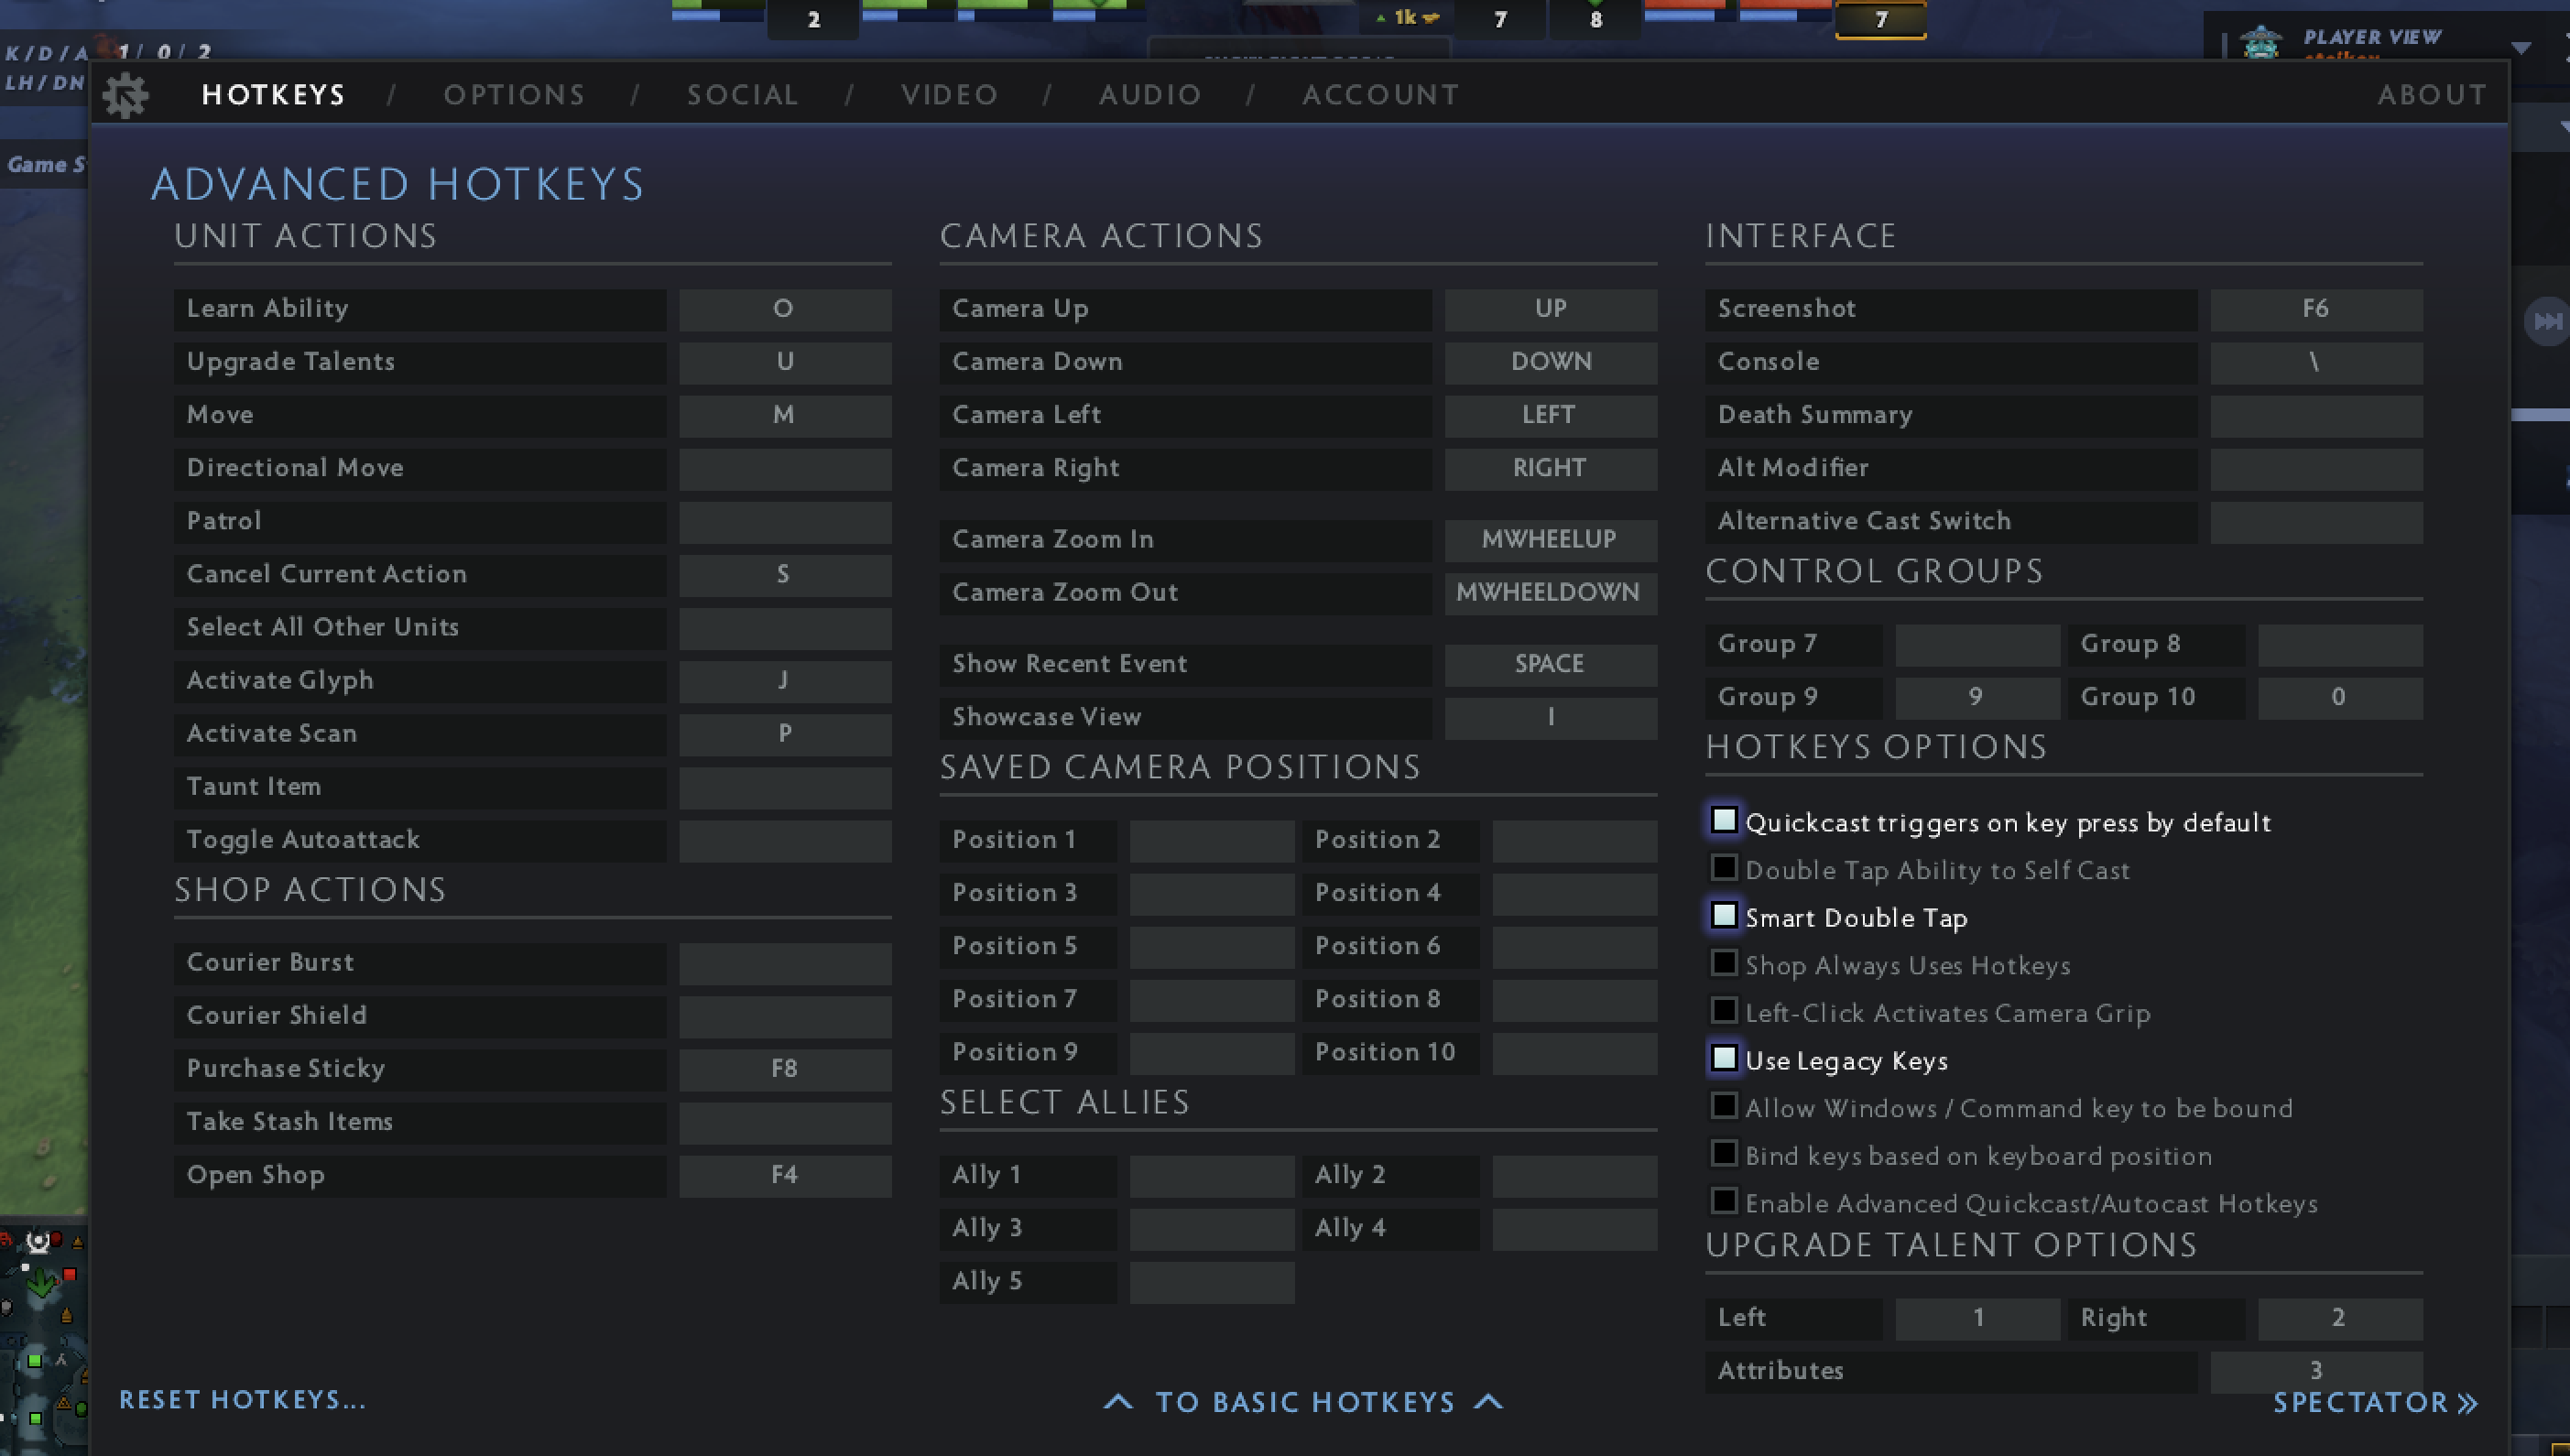 2
1k
7
8
7
K / D / A 1 / 0 / 2
LH / DN
PLAYER VIEW
HOTKEYS / OPTIONS / SOCIAL / VIDEO / AUDIO / ACCOUNT
ABOUT
ADVANCED HOTKEYS
UNIT ACTIONS
Learn Ability O
Upgrade Talents U
Move M
Directional Move
Patrol
Cancel Current Action S
Select All Other Units
Activate Glyph J
Activate Scan P
Taunt Item
Toggle Autoattack
SHOP ACTIONS
Courier Burst
Courier Shield
Purchase Sticky F8
Take Stash Items
Open Shop F4
CAMERA ACTIONS
Camera Up UP
Camera Down DOWN
Camera Left LEFT
Camera Right RIGHT
Camera Zoom In MWHEELUP
Camera Zoom Out MWHEELDOWN
Show Recent Event SPACE
Showcase View I
SAVED CAMERA POSITIONS
Position 1 Position 2
Position 3 Position 4
Position 5 Position 6
Position 7 Position 8
Position 9 Position 10
SELECT ALLIES
Ally 1 Ally 2
Ally 3 Ally 4
Ally 5
INTERFACE
Screenshot F6
Console \
Death Summary
Alt Modifier
Alternative Cast Switch
CONTROL GROUPS
Group 7 Group 8
Group 9 9 Group 10 0
HOTKEYS OPTIONS
Quickcast triggers on key press by default
Double Tap Ability to Self Cast
Smart Double Tap
Shop Always Uses Hotkeys
Left-Click Activates Camera Grip
Use Legacy Keys
Allow Windows / Command key to be bound
Bind keys based on keyboard position
Enable Advanced Quickcast/Autocast Hotkeys
UPGRADE TALENT OPTIONS
Left 1 Right 2
Attributes 3
Game S
RESET HOTKEYS...
TO BASIC HOTKEYS
SPECTATOR